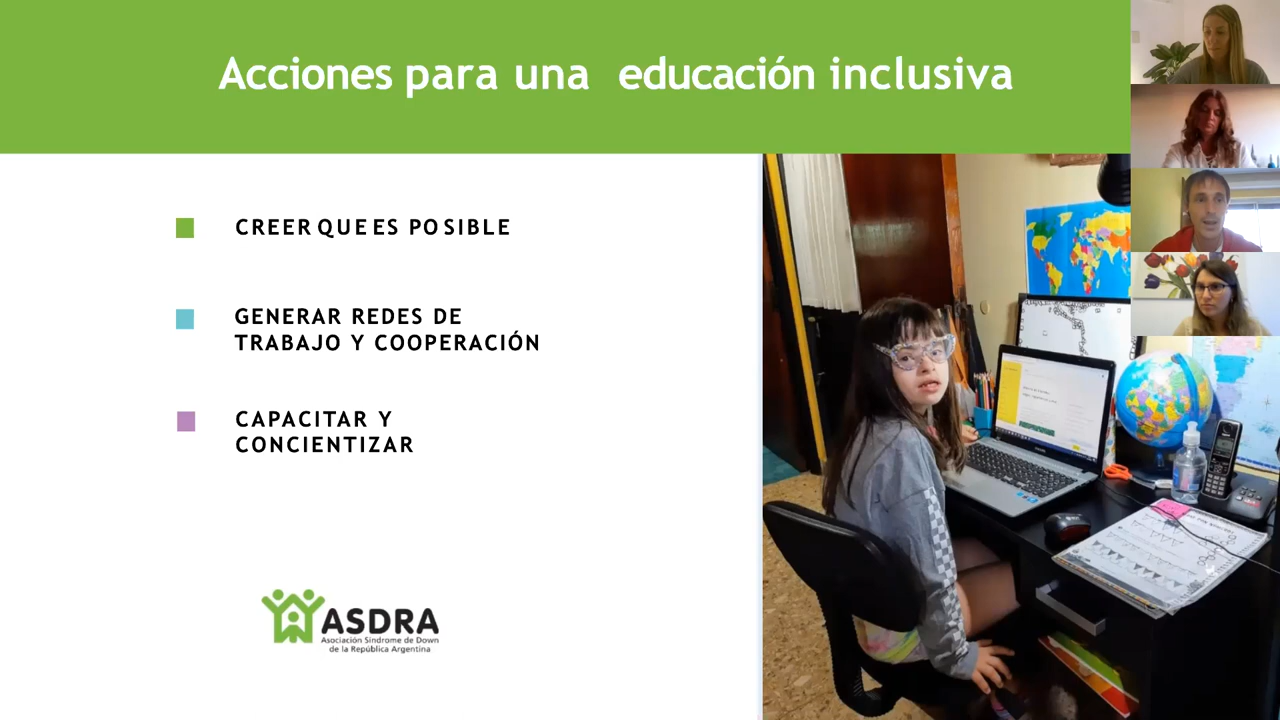 Acciones para una educación inclusiva
CREER QUE ES POSIBLE
GENERAR REDES DE
TRABAJO Y COOPERACIÓN
CAPACITAR Y
CONCIENTIZAR
ASDRA
Asociación Síndrome de Down
de la República Argentina